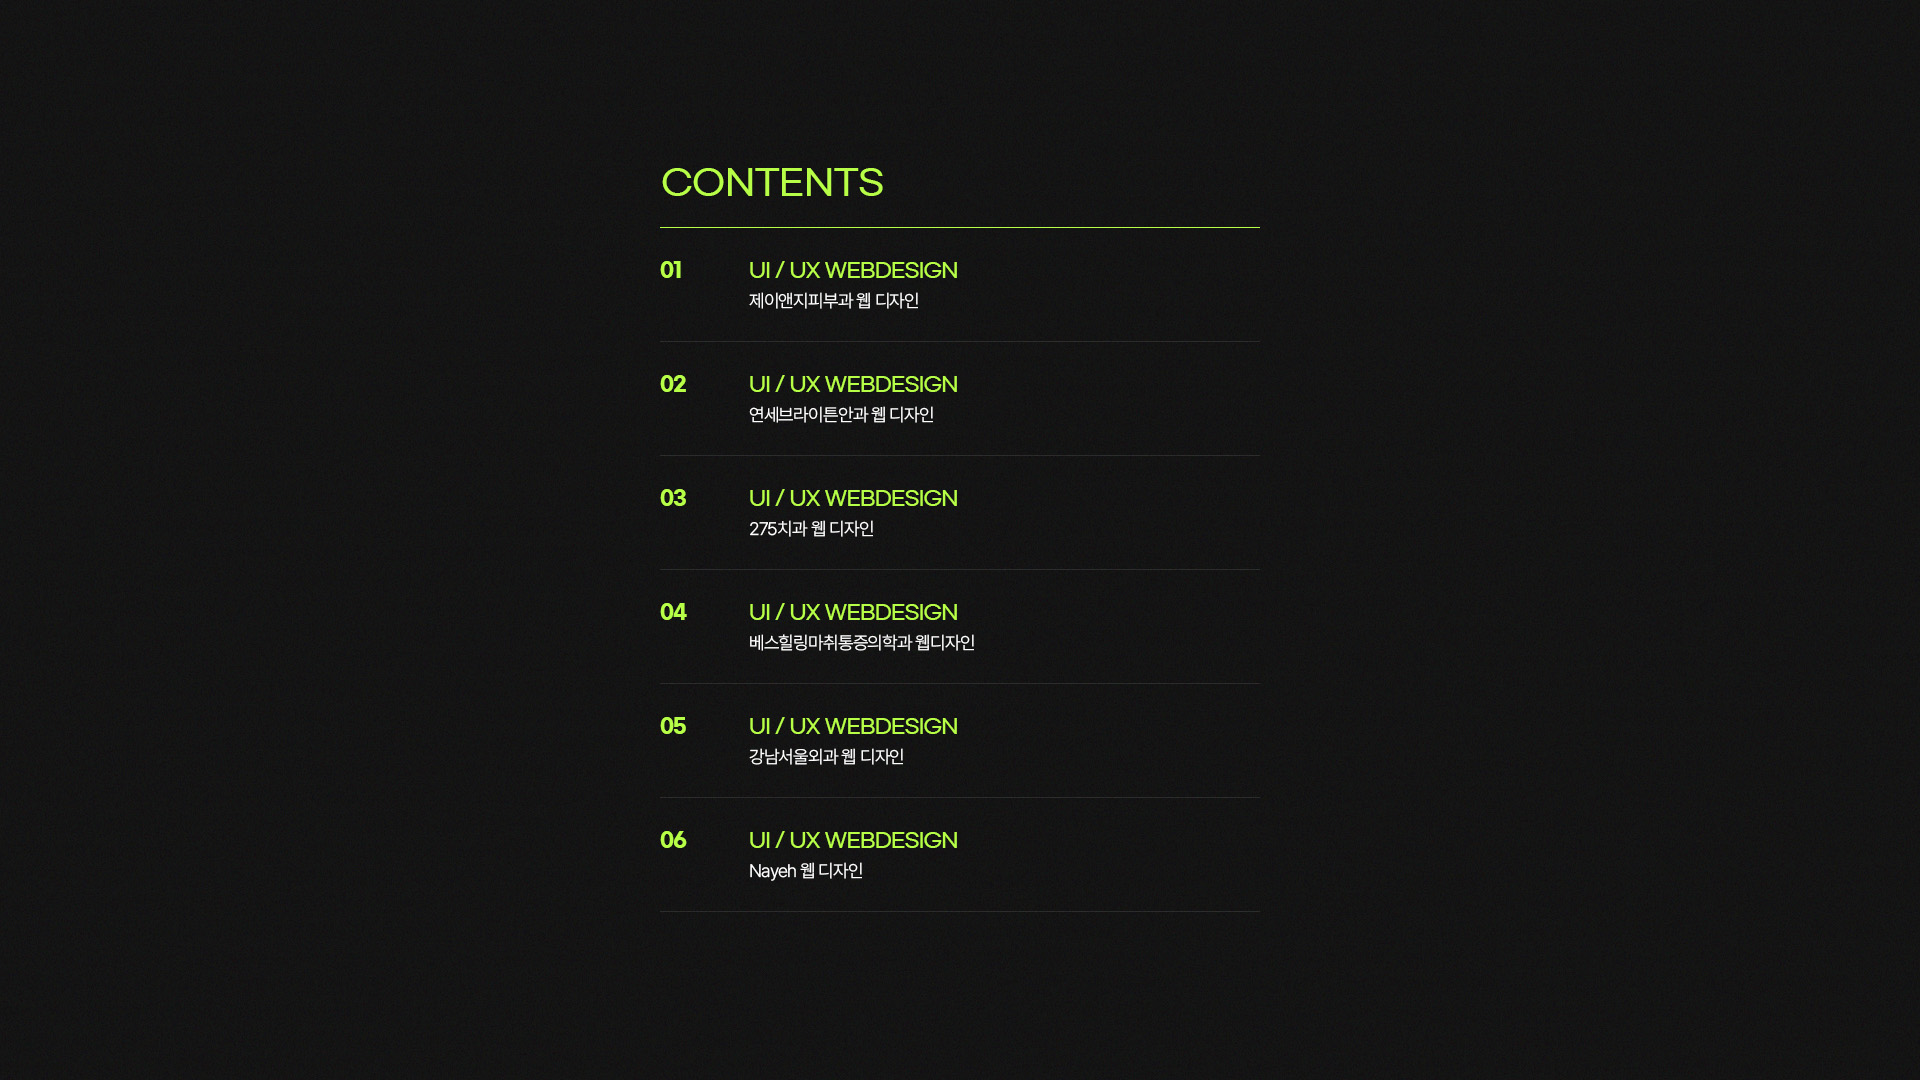 CONTENTS
01
UI / UX WEBDESIGN
제이앤지피부과 웹 디자인
02
UI / UX WEBDESIGN
연세브라이튼안과 웹 디자인
03
UI / UX WEBDESIGN
275치과 웹 디자인
04
UI / UX WEBDESIGN
베스힐링마취통증의학과 웹디자인
05
UI / UX WEBDESIGN
강남서울외과 웹 디자인
06
UI / UX WEBDESIGN
Nayeh 웹 디자인